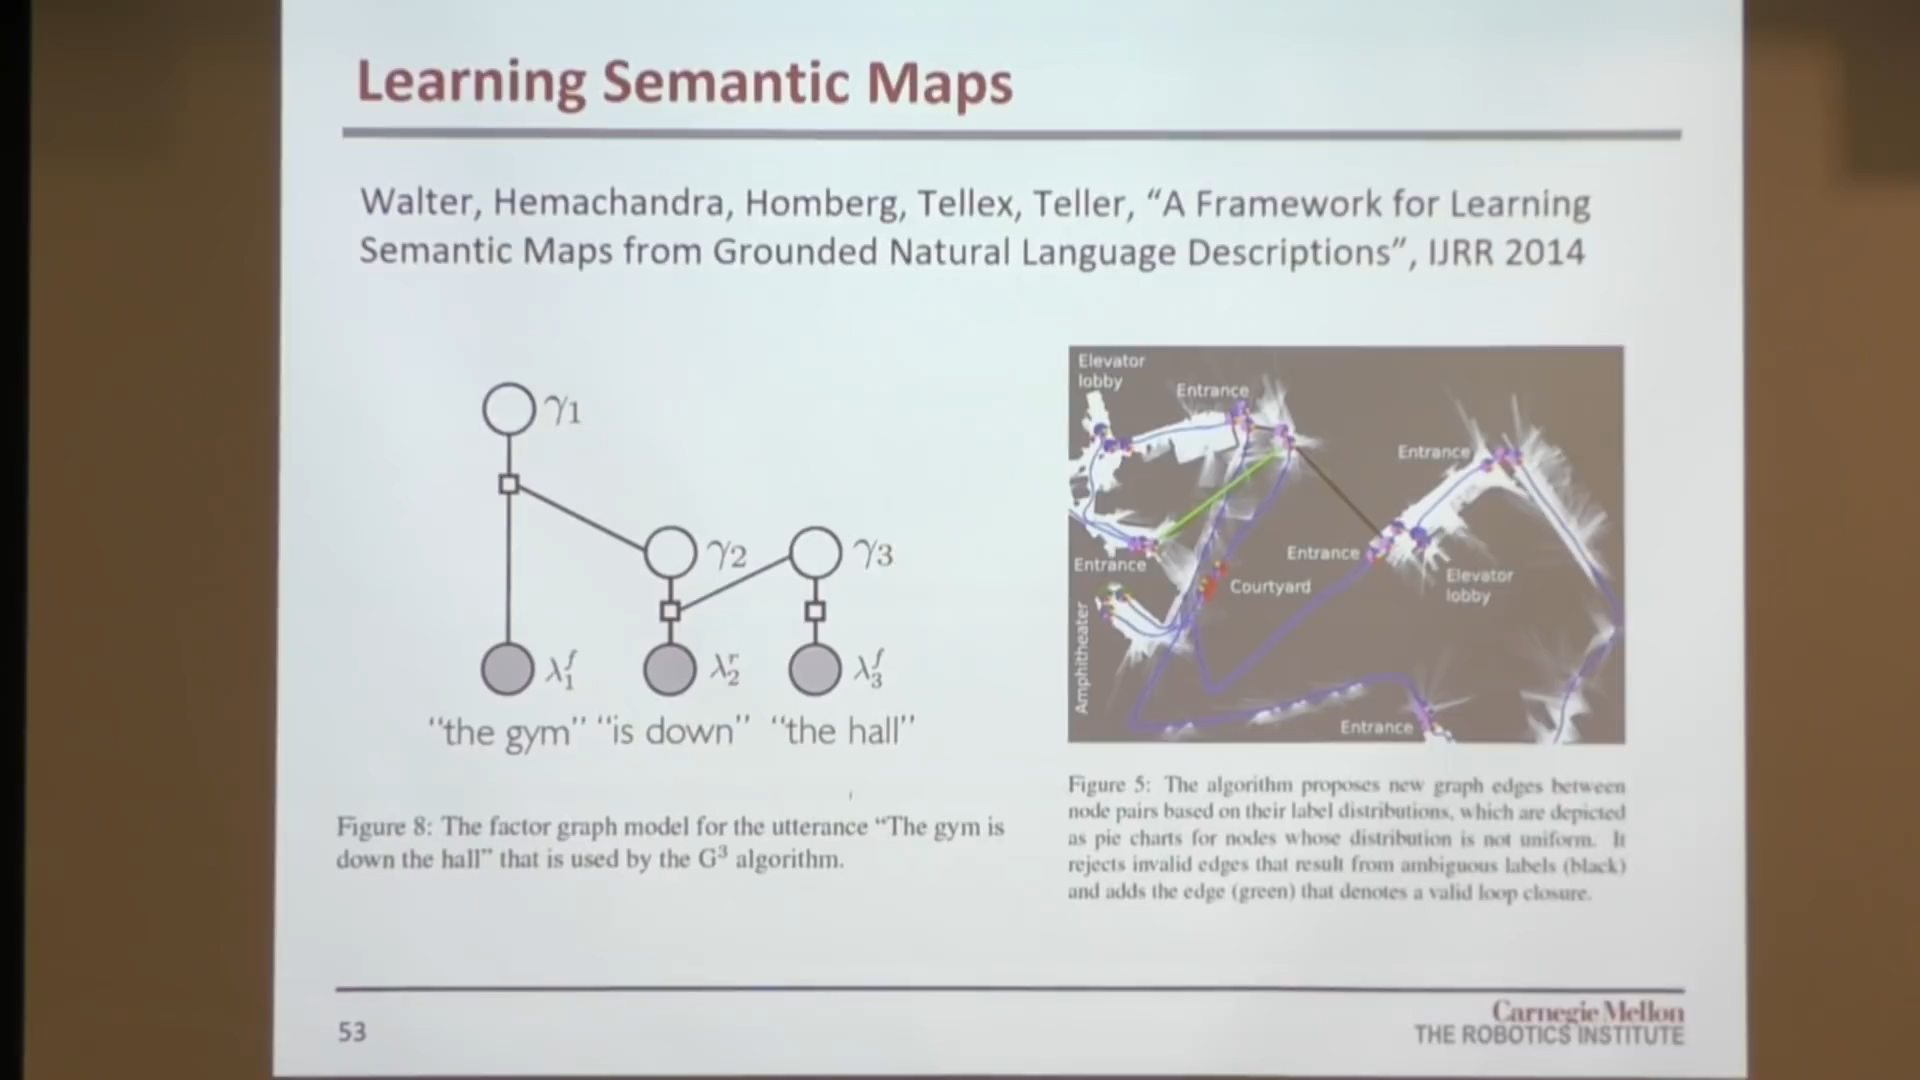 Learning Semantic Maps
Walter, Hemachandra, Homberg, Tellex, Teller, “A Framework for Learning
Semantic Maps from Grounded Natural Language Descriptions”, IJRR 2014
γ1
γ2
γ3
λ1^f
λ2^r
λ3^f
“the gym” “is down” “the hall”
Figure 8: The factor graph model for the utterance “The gym is
down the hall” that is used by the G³ algorithm.
Elevator
lobby
Entrance
Entrance
Entrance
Entrance
Courtyard
Elevator
lobby
Amphitheater
Entrance
Figure 5: The algorithm proposes new graph edges between
node pairs based on their label distributions, which are depicted
as pie charts for nodes whose distribution is not uniform. It
rejects invalid edges that result from ambiguous labels (black)
and adds the edge (green) that denotes a valid loop closure.
53
Carnegie Mellon
THE ROBOTICS INSTITUTE